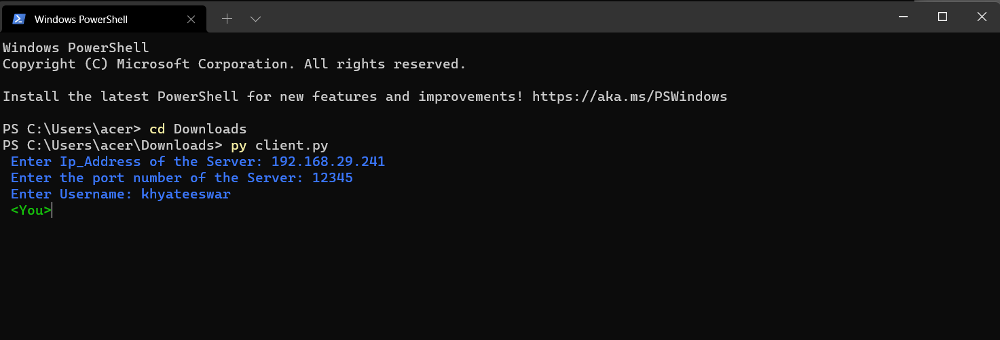 Windows PowerShell
Windows PowerShell
Copyright (C) Microsoft Corporation. All rights reserved.
Install the latest PowerShell for new features and improvements! https://aka.ms/PSWindows
PS C:\Users\acer> cd Downloads
PS C:\Users\acer\Downloads> py client.py
Enter Ip_Address of the Server: 192.168.29.241
Enter the port number of the Server: 12345
Enter Username: khyateeswar
<You>